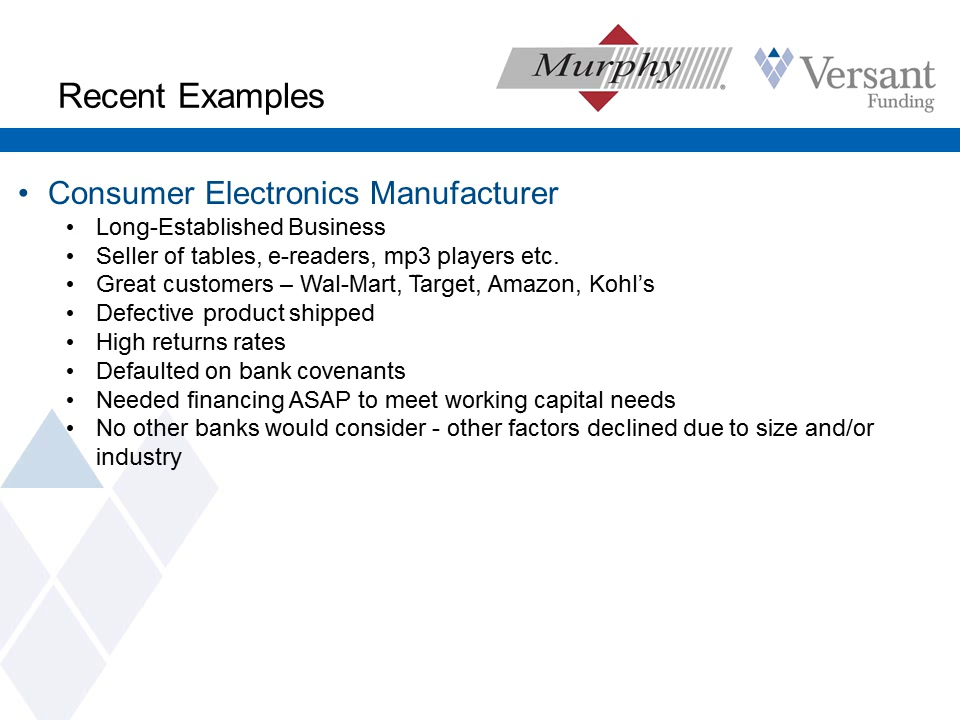 Recent Examples
Murphy
Versant
Funding
• Consumer Electronics Manufacturer
• Long-Established Business
• Seller of tables, e-readers, mp3 players etc.
• Great customers – Wal-Mart, Target, Amazon, Kohl’s
• Defective product shipped
• High returns rates
• Defaulted on bank covenants
• Needed financing ASAP to meet working capital needs
• No other banks would consider - other factors declined due to size and/or
industry